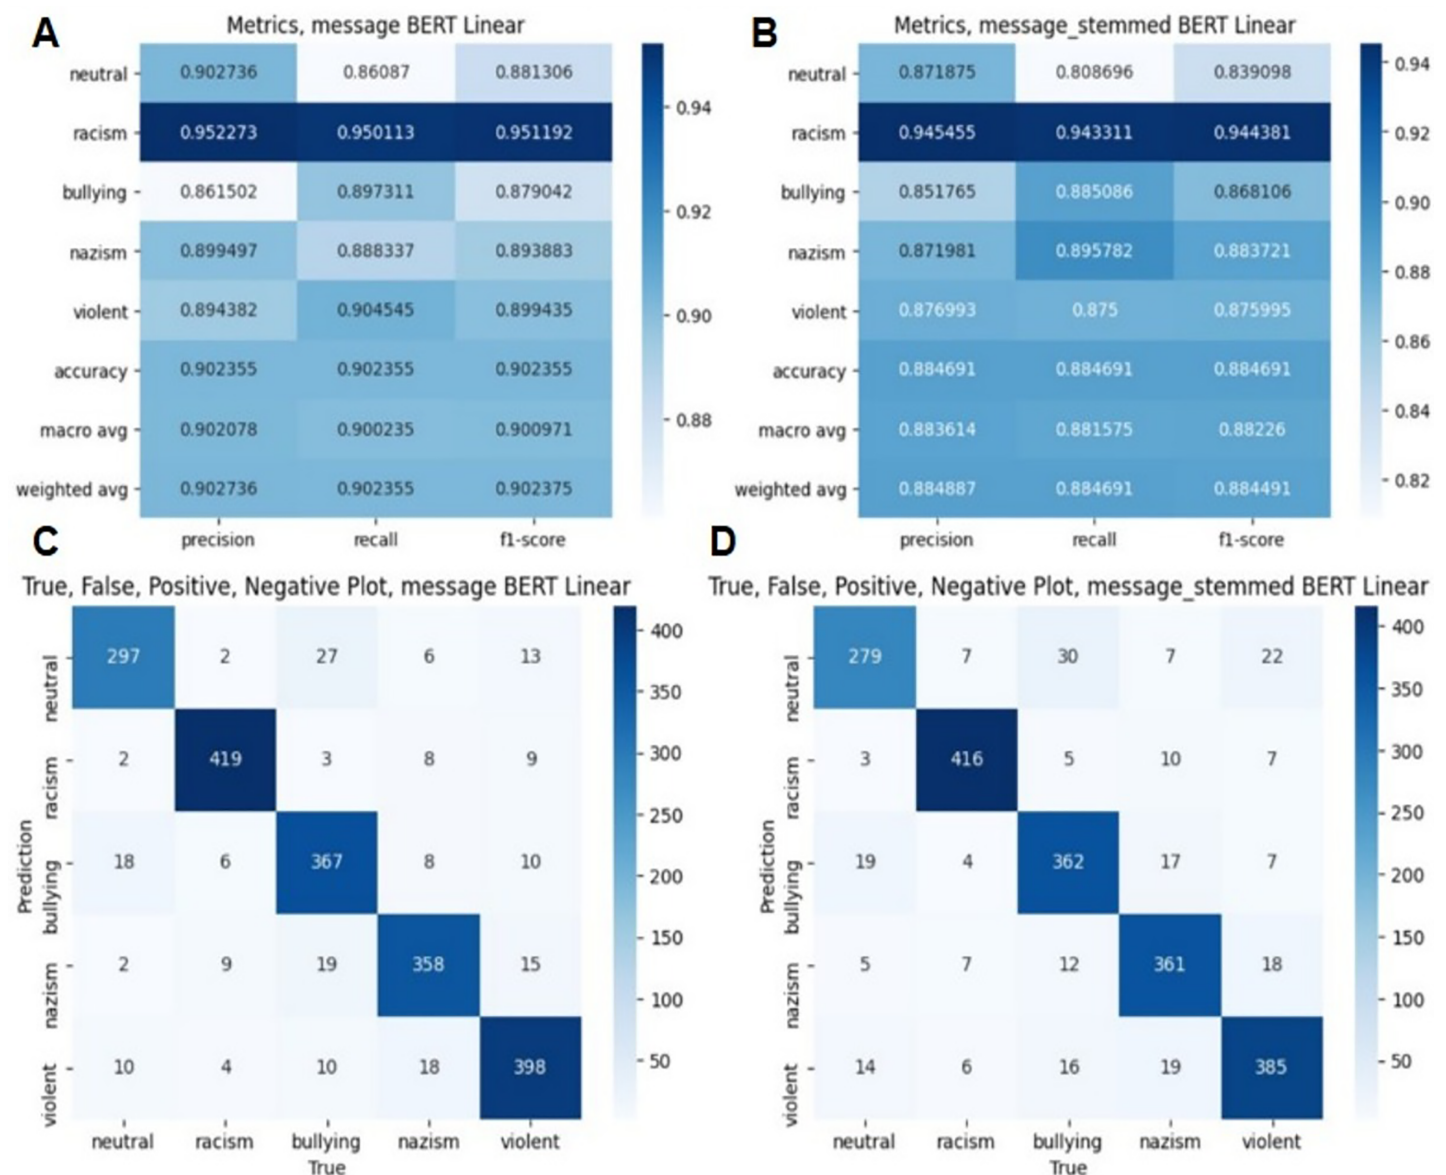 A
Metrics, message BERT Linear
neutral 0.902736 0.86087 0.881306
racism 0.952273 0.950113 0.951192
bullying 0.861502 0.897311 0.879042
nazism 0.899497 0.888337 0.893883
violent 0.894382 0.904545 0.899435
accuracy 0.902355 0.902355 0.902355
macro avg 0.902078 0.900235 0.900971
weighted avg 0.902736 0.902355 0.902375
precision recall f1-score
0.94
0.92
0.90
0.88
B
Metrics, message_stemmed BERT Linear
neutral 0.871875 0.808696 0.839098
racism 0.945455 0.943311 0.944381
bullying 0.851765 0.885086 0.868106
nazism 0.871981 0.895782 0.883721
violent 0.876993 0.875 0.875995
accuracy 0.884691 0.884691 0.884691
macro avg 0.883614 0.881575 0.88226
weighted avg 0.884887 0.884691 0.884491
precision recall f1-score
0.94
0.92
0.90
0.88
0.86
0.84
0.82
C
True, False, Positive, Negative Plot, message BERT Linear
Prediction
neutral 297 2 27 6 13
racism 2 419 3 8 9
bullying 18 6 367 8 10
nazism 2 9 19 358 15
violent 10 4 10 18 398
neutral racism bullying nazism violent
True
400
350
300
250
200
150
100
50
D
True, False, Positive, Negative Plot, message_stemmed BERT Linear
Prediction
neutral 279 7 30 7 22
racism 3 416 5 10 7
bullying 19 4 362 17 7
nazism 5 7 12 361 18
violent 14 6 16 19 385
neutral racism bullying nazism violent
True
400
350
300
250
200
150
100
50